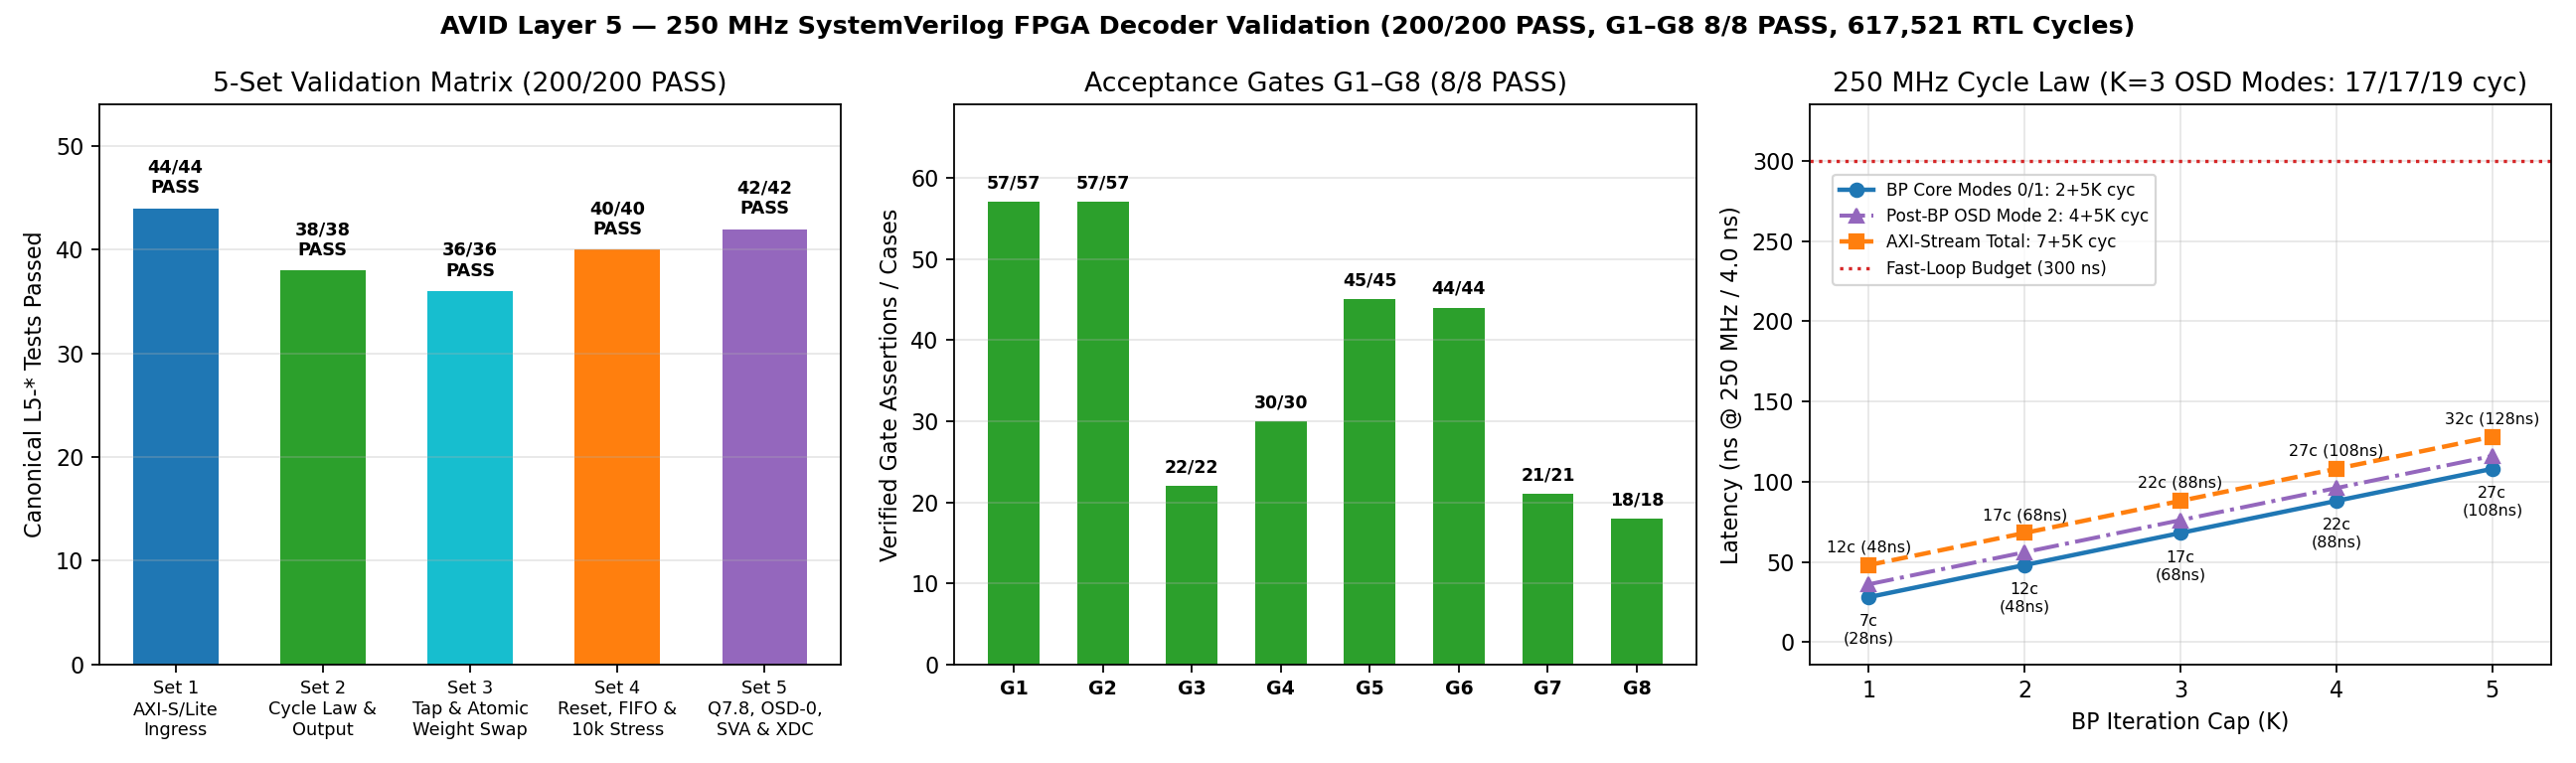 AVID Layer 5 — 250 MHz SystemVerilog FPGA Decoder Validation (200/200 PASS, G1–G8 8/8 PASS, 617,521 RTL Cycles)
5-Set Validation Matrix (200/200 PASS)
Canonical L5-* Tests Passed
50
40
30
20
10
0
44/44
PASS
38/38
PASS
36/36
PASS
40/40
PASS
42/42
PASS
Set 1
AXI-S/Lite
Ingress
Set 2
Cycle Law &
Output
Set 3
Tap & Atomic
Weight Swap
Set 4
Reset, FIFO &
10k Stress
Set 5
Q7.8, OSD-0,
SVA & XDC
Acceptance Gates G1–G8 (8/8 PASS)
Verified Gate Assertions / Cases
60
50
40
30
20
10
0
57/57
57/57
22/22
30/30
45/45
44/44
21/21
18/18
G1
G2
G3
G4
G5
G6
G7
G8
250 MHz Cycle Law (K=3 OSD Modes: 17/17/19 cyc)
Latency (ns @ 250 MHz / 4.0 ns)
300
250
200
150
100
50
0
BP Core Modes 0/1: 2+5K cyc
Post-BP OSD Mode 2: 4+5K cyc
AXI-Stream Total: 7+5K cyc
Fast-Loop Budget (300 ns)
12c (48ns)
17c (68ns)
22c (88ns)
27c (108ns)
32c (128ns)
7c
(28ns)
12c
(48ns)
17c
(68ns)
22c
(88ns)
27c
(108ns)
1
2
3
4
5
BP Iteration Cap (K)